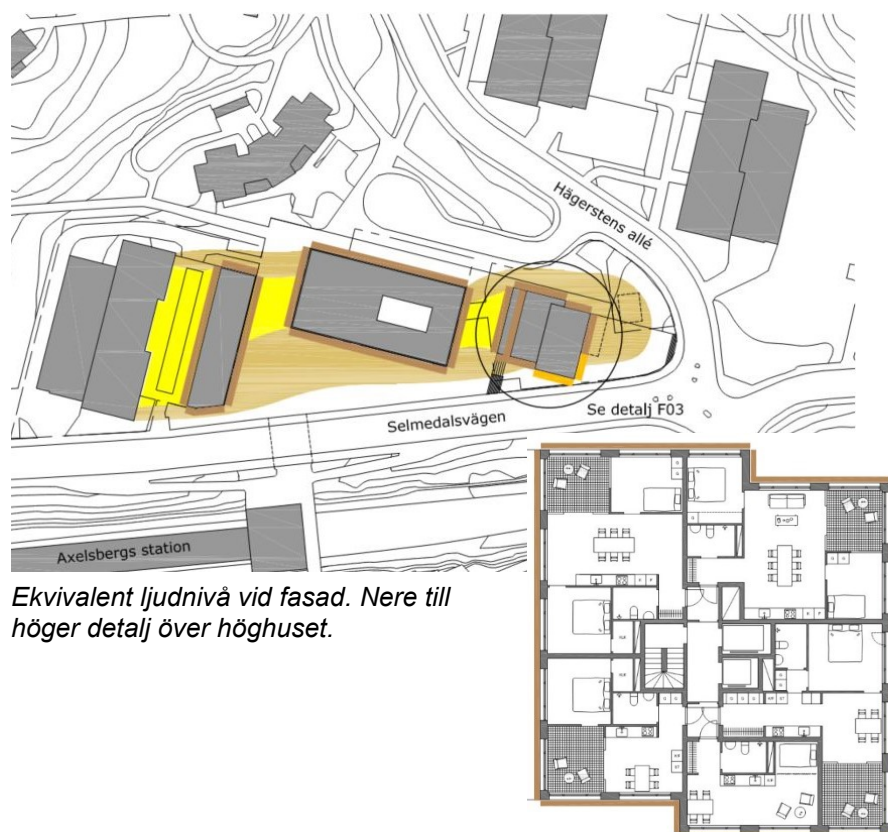 Hägerstens allé
Selmedalsvägen
Se detalj F03
Axelsbergs station
Ekvivalent ljudnivå vid fasad. Nere till
höger detalj över höghuset.